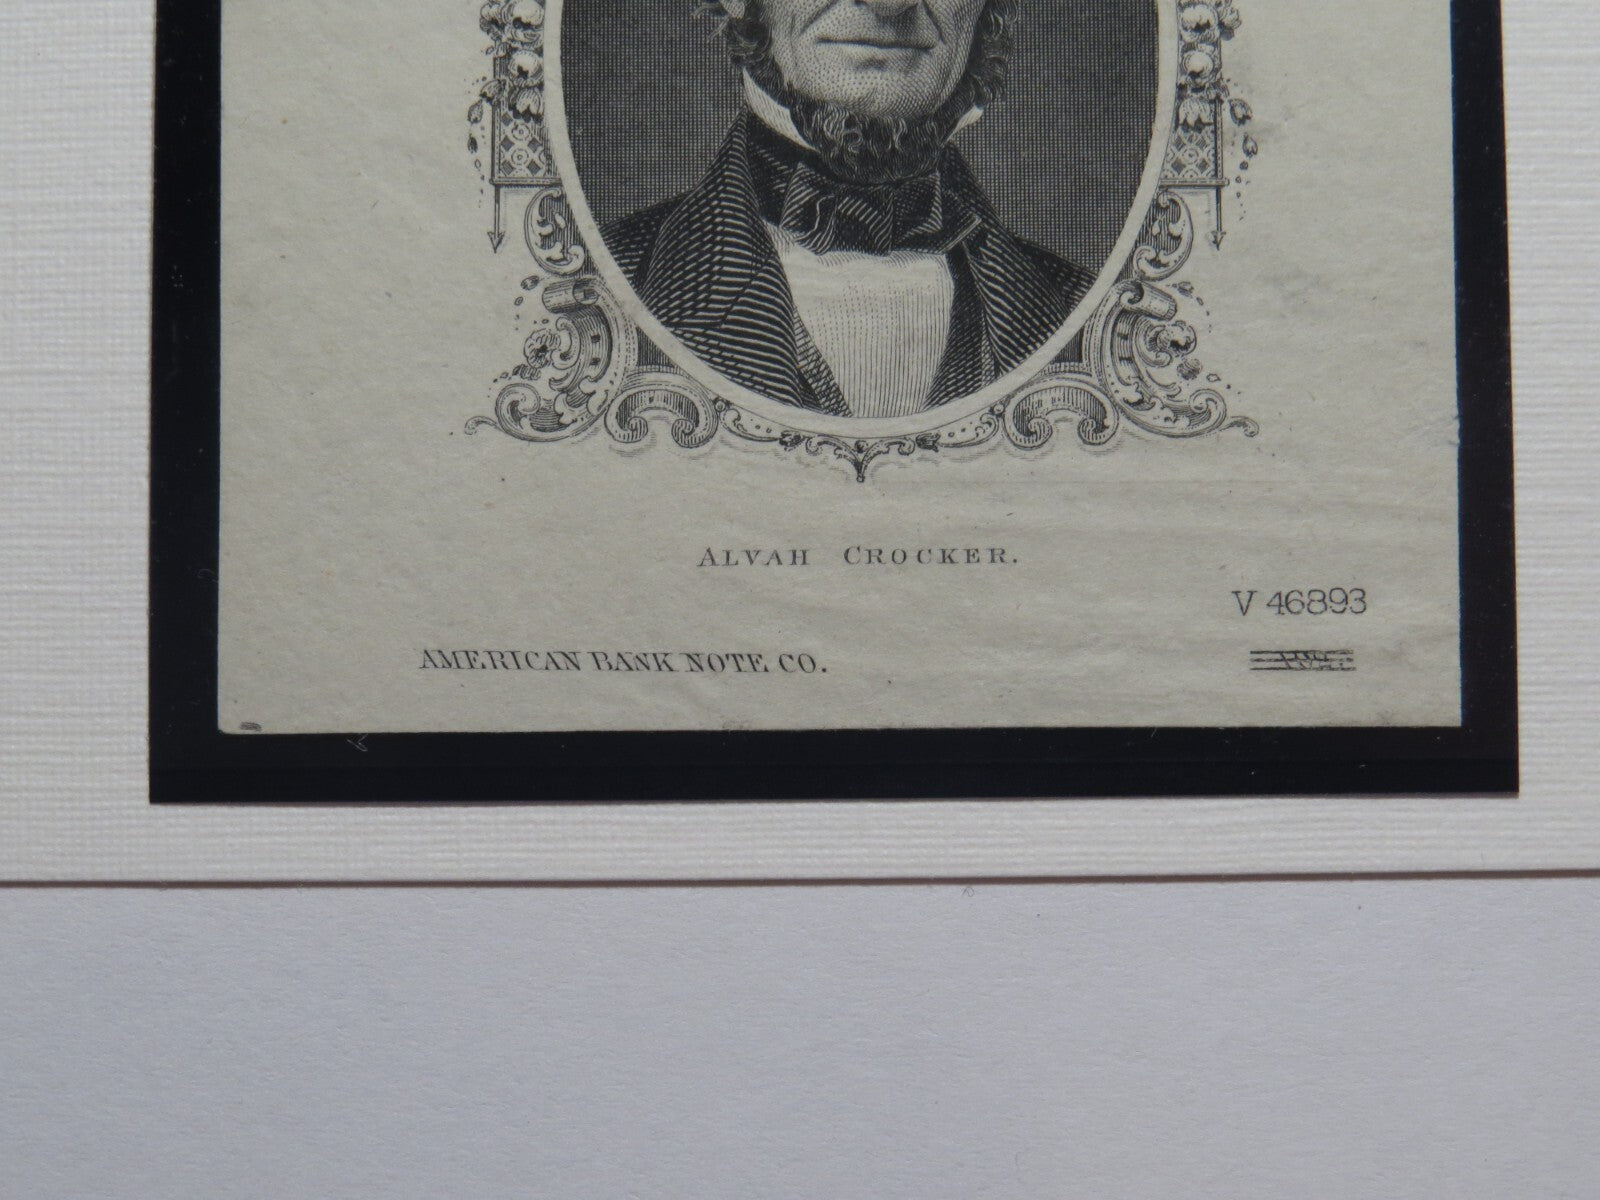 ALVAH CROCKER.
V 46893
AMERICAN BANK NOTE CO.